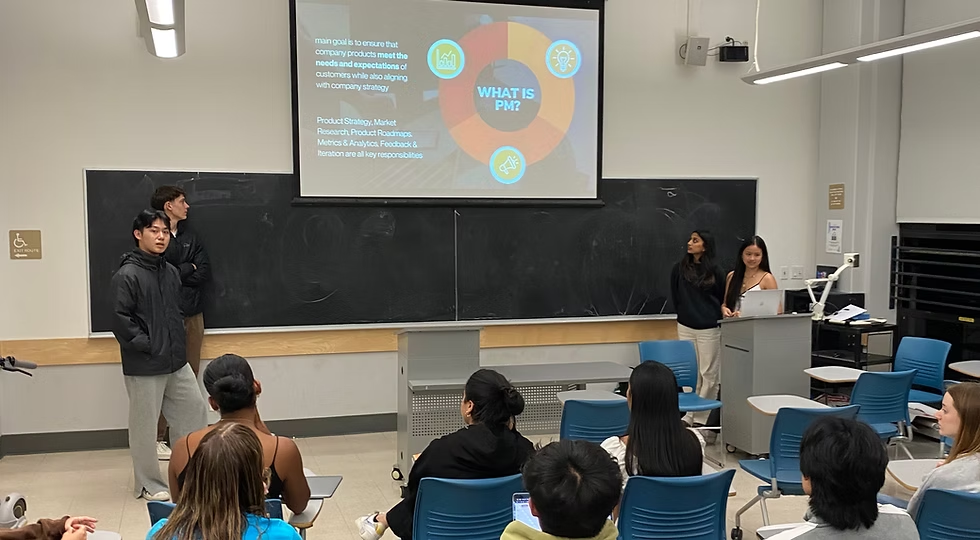 main goal is to ensure that
company products meet the
needs and expectations of
customers while also aligning
with company strategy
Product Strategy, Market
Research, Product Roadmaps,
Metrics & Analytics, Feedback &
Iteration are all key responsibilities
WHAT IS
PM?